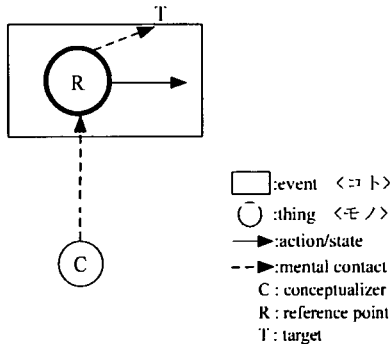 T
R
C
:event <コト>
:thing <モノ>
:action/state
:mental contact
C : conceptualizer
R : reference point
T : target